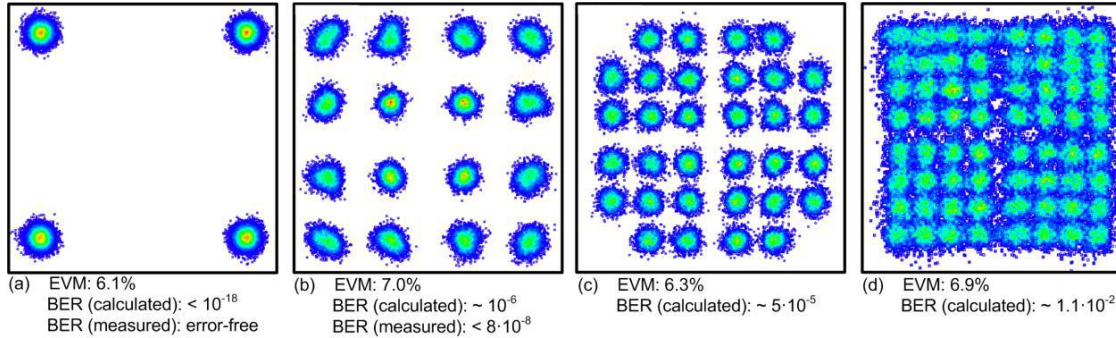 (a) EVM: 6.1%
BER (calculated): < 10⁻¹⁸
BER (measured): error-free
(b) EVM: 7.0%
BER (calculated): ~ 10⁻⁶
BER (measured): < 8·10⁻⁸
(c) EVM: 6.3%
BER (calculated): ~ 5·10⁻⁵
(d) EVM: 6.9%
BER (calculated): ~ 1.1·10⁻²